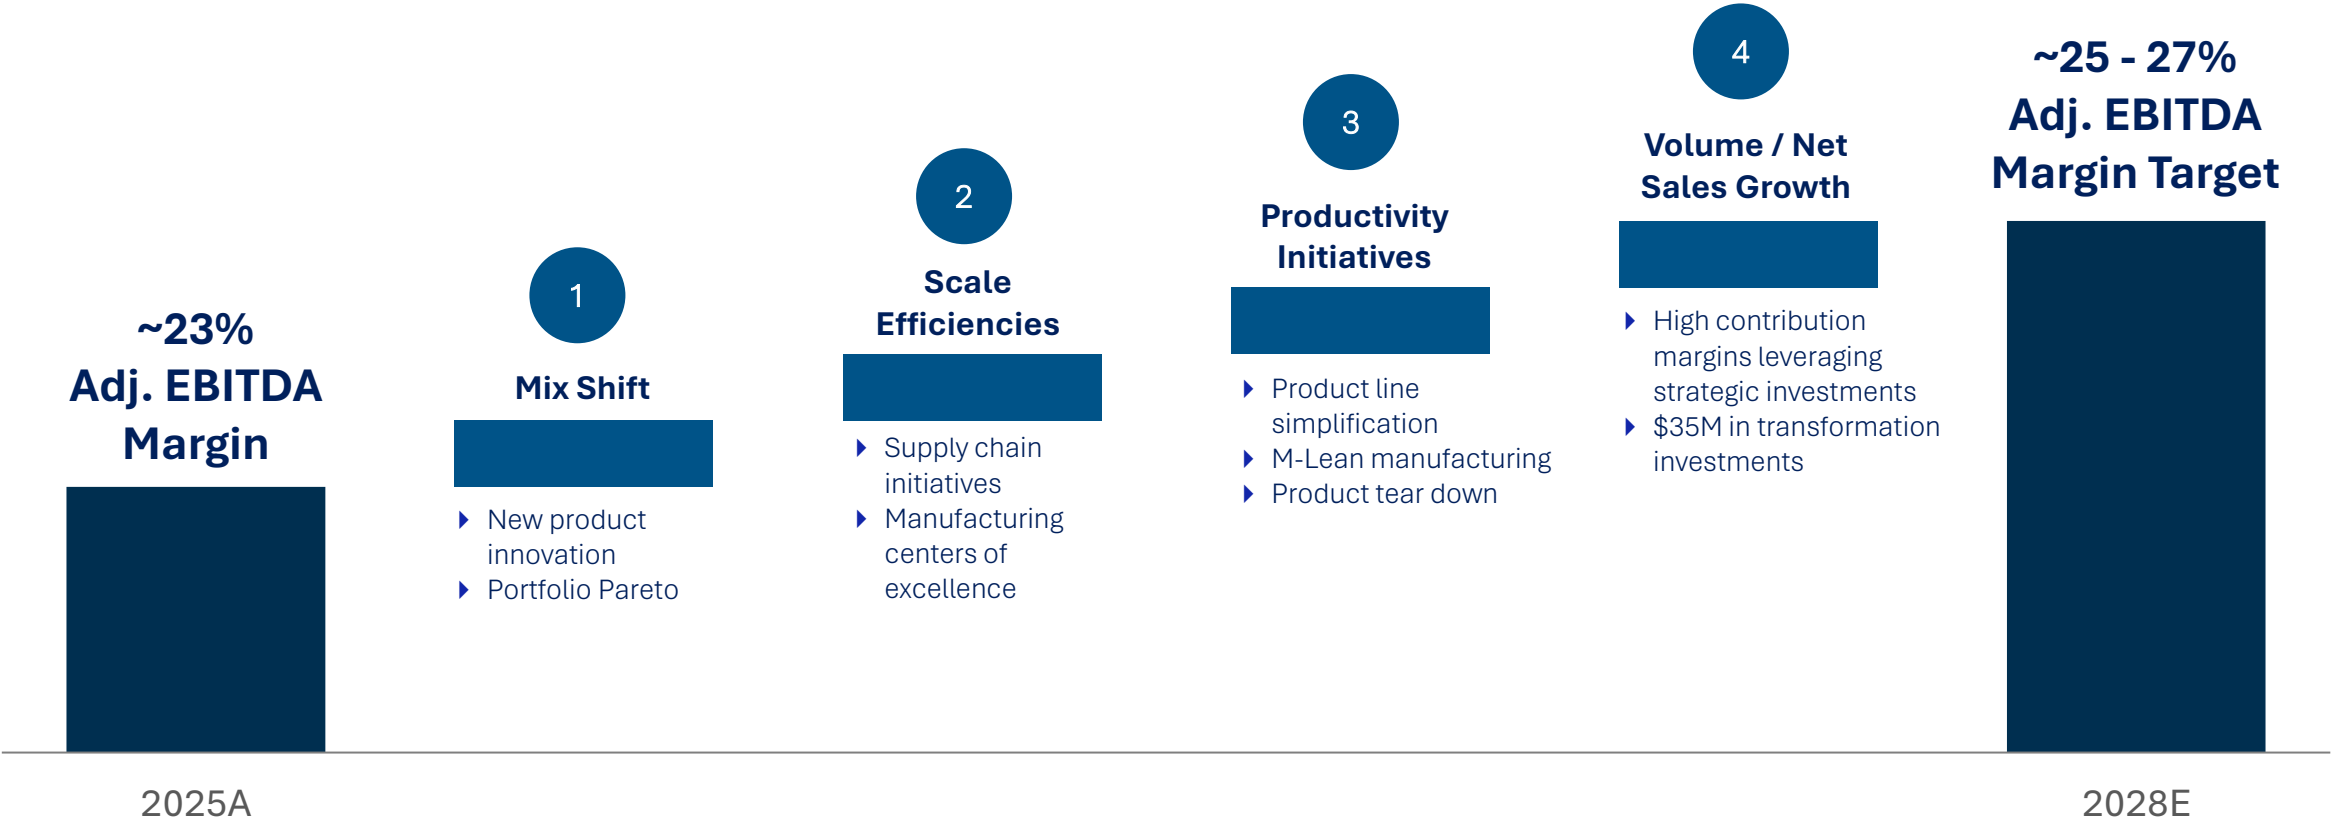 ~23%
Adj. EBITDA
Margin
2025A
1
Mix Shift
New product
innovation
Portfolio Pareto
2
Scale
Efficiencies
Supply chain
initiatives
Manufacturing
centers of
excellence
3
Productivity
Initiatives
Product line
simplification
M-Lean manufacturing
Product tear down
4
Volume / Net
Sales Growth
High contribution
margins leveraging
strategic investments
$35M in transformation
investments
~25 - 27%
Adj. EBITDA
Margin Target
2028E